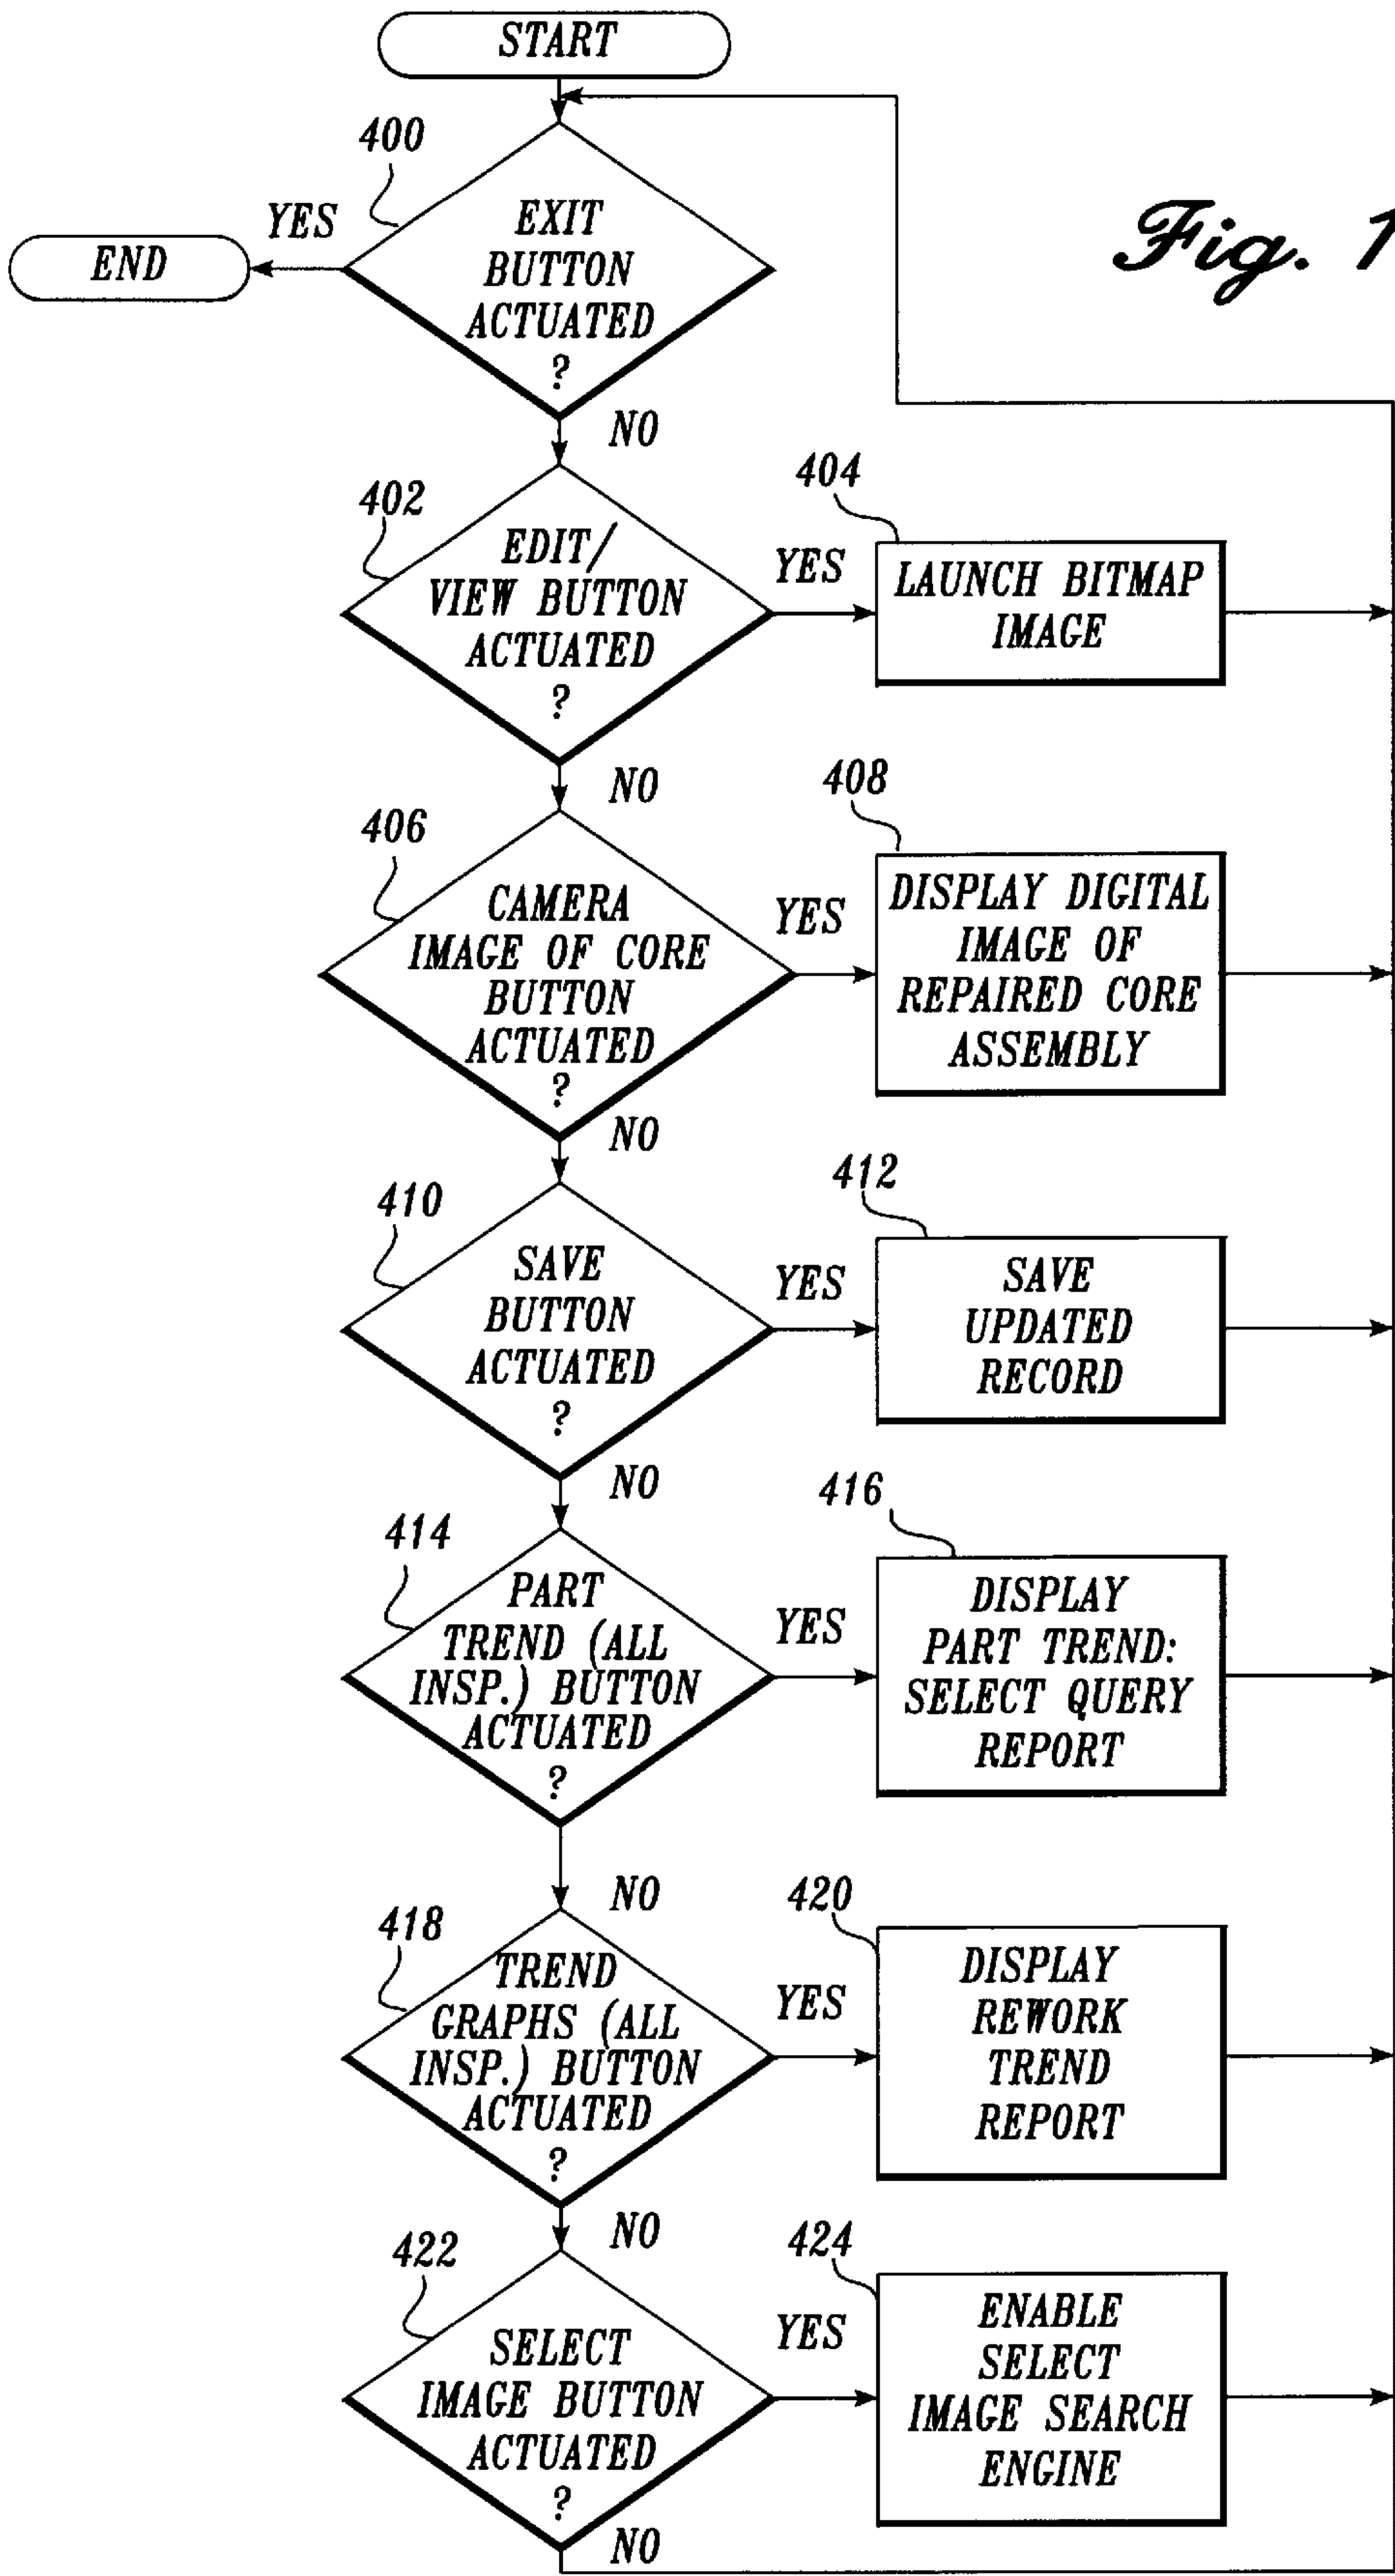 START
400
YES
EXIT
BUTTON
ACTUATED
?
END
Fig. 1
NO
402
EDIT/
VIEW BUTTON
ACTUATED
?
YES
404
LAUNCH BITMAP
IMAGE
NO
406
CAMERA
IMAGE OF CORE
BUTTON
ACTUATED
?
YES
408
DISPLAY DIGITAL
IMAGE OF
REPAIRED CORE
ASSEMBLY
NO
410
SAVE
BUTTON
ACTUATED
?
YES
412
SAVE
UPDATED
RECORD
NO
414
PART
TREND (ALL
INSP.) BUTTON
ACTUATED
?
YES
416
DISPLAY
PART TREND:
SELECT QUERY
REPORT
NO
418
TREND
GRAPHS (ALL
INSP.) BUTTON
ACTUATED
?
YES
420
DISPLAY
REWORK
TREND
REPORT
NO
422
SELECT
IMAGE BUTTON
ACTUATED
?
YES
424
ENABLE
SELECT
IMAGE SEARCH
ENGINE
NO